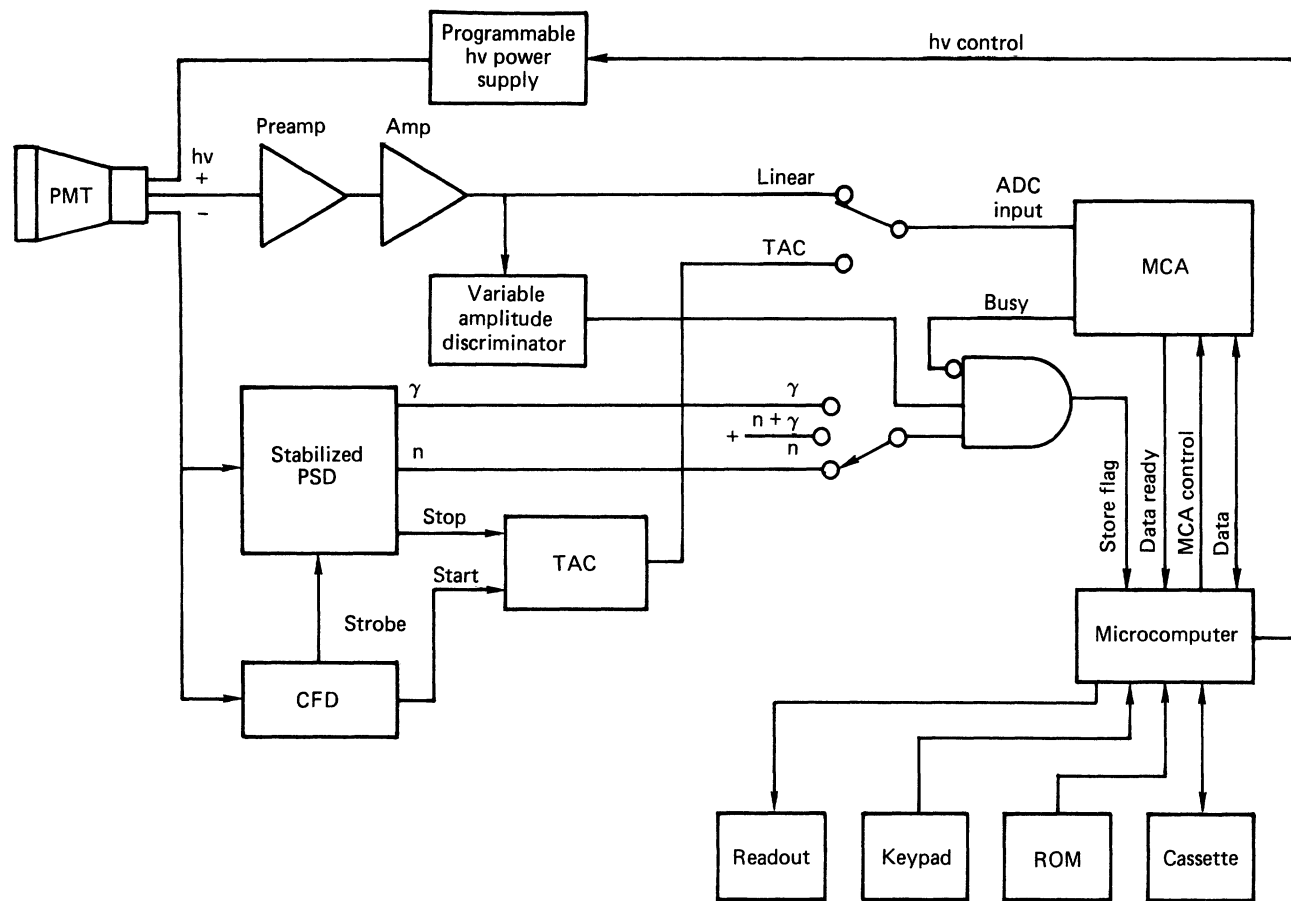 Programmable
hv power
supply
hv control
Preamp
Amp
hv
+
PMT
−
Linear
ADC
input
TAC
MCA
Variable
amplitude
discriminator
Busy
γ
γ
n + γ
+
n
n
Stabilized
PSD
Stop
TAC
Start
Strobe
CFD
Store flag
Data ready
MCA control
Data
Microcomputer
Readout
Keypad
ROM
Cassette